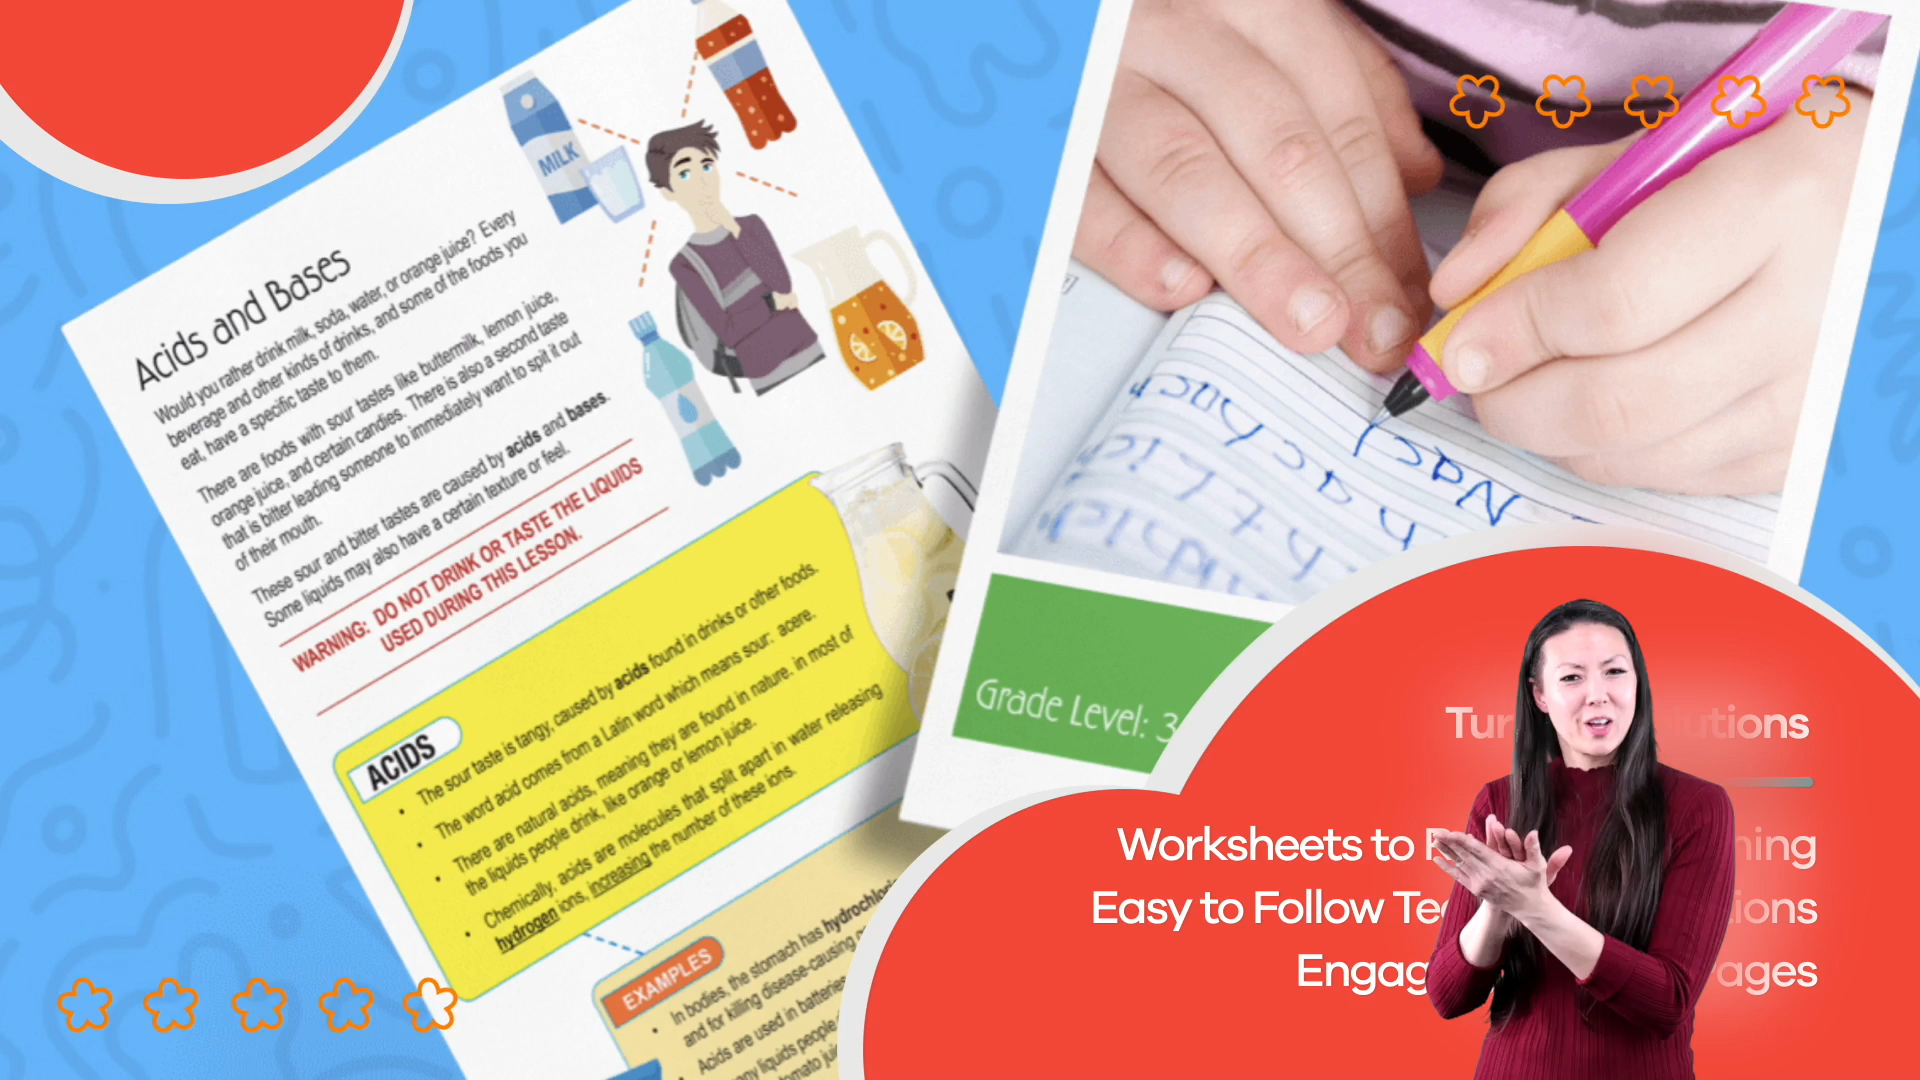 MILK
Acids and Bases
Would you rather drink milk, soda, water, or orange juice? Every
beverage and other kinds of drinks, and some of the foods you
eat, have a specific taste to them.
There are foods with sour tastes like buttermilk, lemon juice,
orange juice, and certain candies. There is also a second taste
that is bitter leading someone to immediately want to spit it out
of their mouth.
These sour and bitter tastes are caused by acids and bases.
Some liquids may also have a certain texture or feel.
WARNING: DO NOT DRINK OR TASTE THE LIQUIDS
USED DURING THIS LESSON.
ACIDS
• The sour taste is tangy, caused by acids found in drinks or other foods.
• The word acid comes from a Latin word which means sour: acere.
• There are natural acids, meaning they are found in nature. in most of
the liquids people drink, like orange or lemon juice.
• Chemically, acids are molecules that split apart in water releasing
hydrogen ions, increasing the number of these ions.
EXAMPLES
• In bodies, the stomach has
and for killing disease-causing
• Acids are used in batteries
liquids people
Grade Level: 3
Worksheets to
Easy to Follow